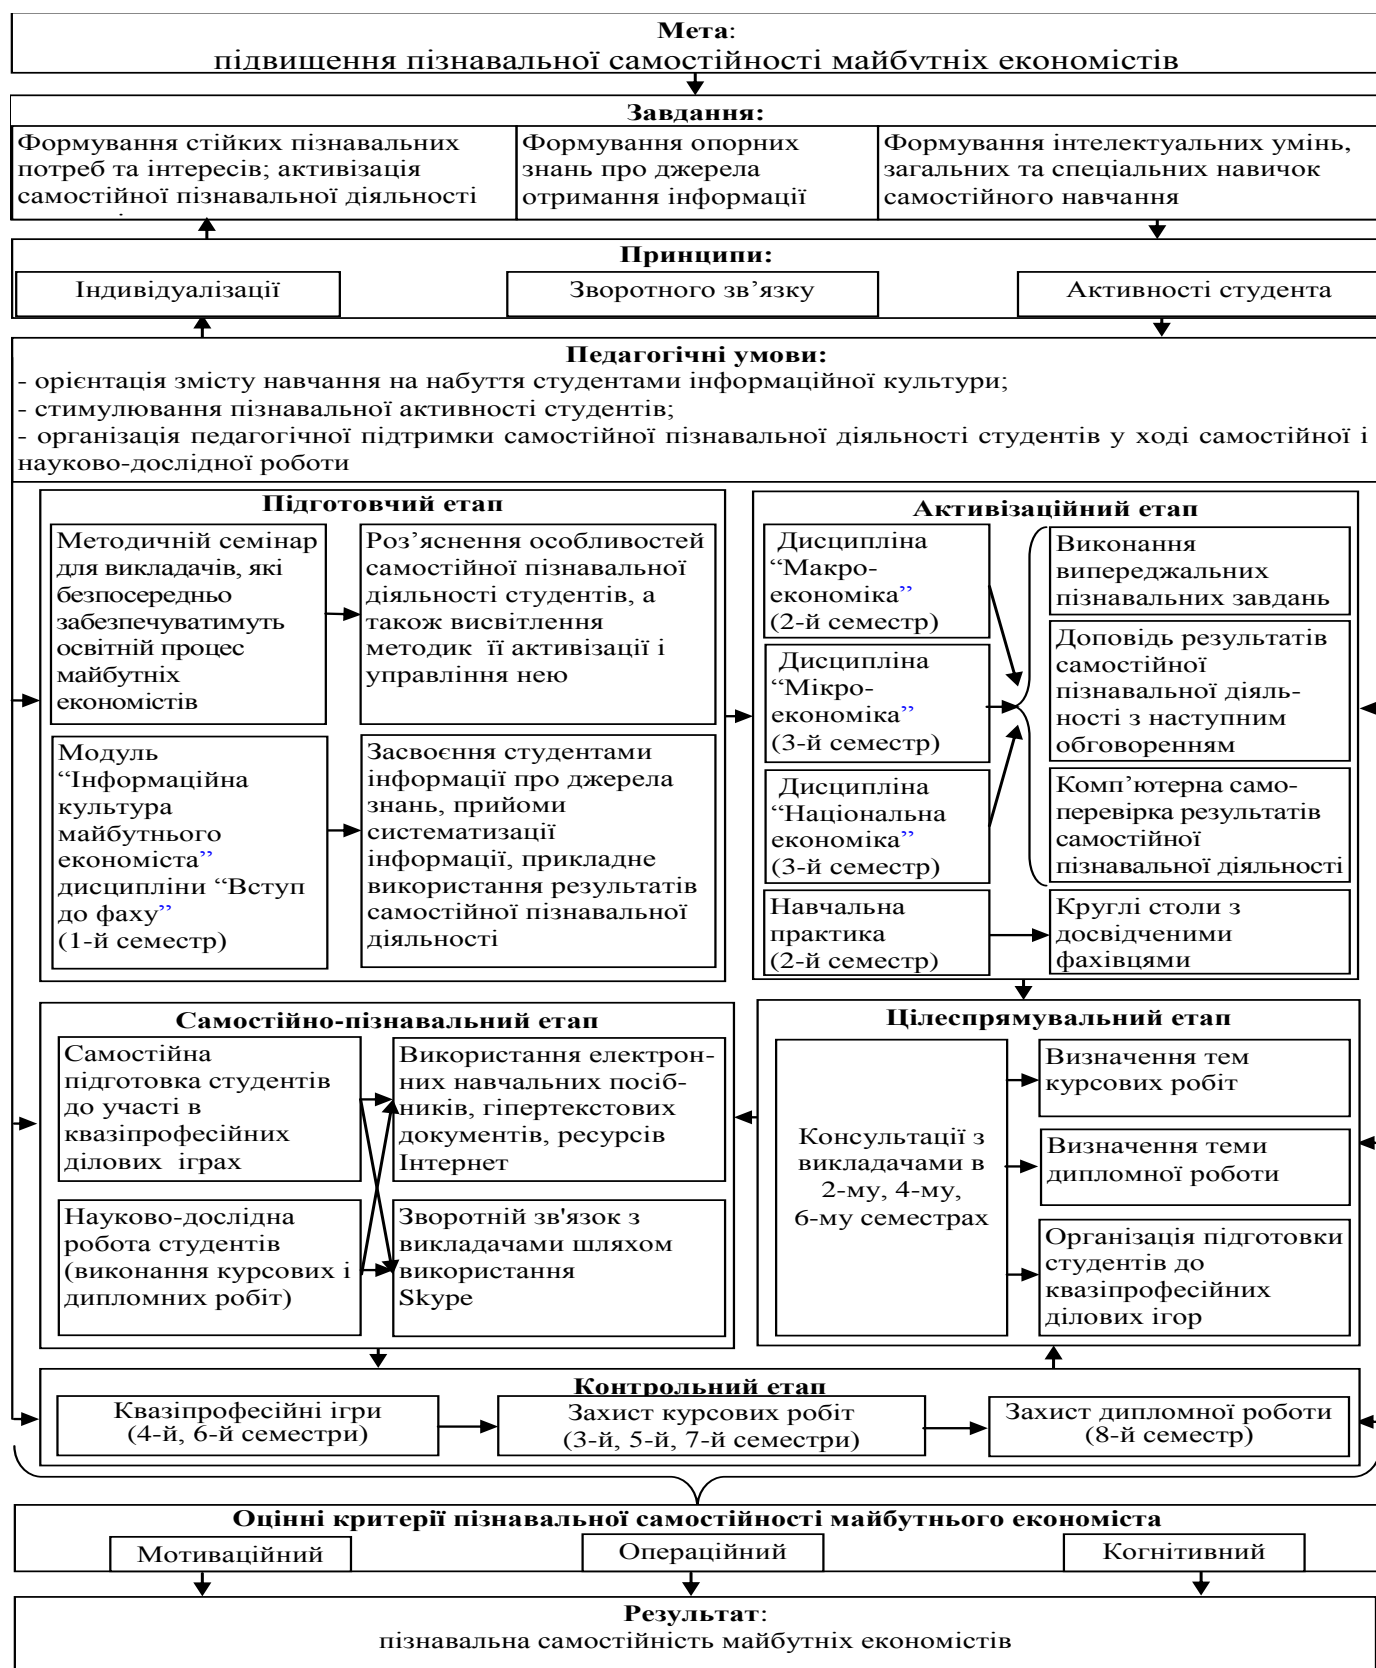 Мета:
підвищення пізнавальної самостійності майбутніх економістів
Завдання:
Формування стійких пізнавальних
потреб та інтересів; активізація
самостійної пізнавальної діяльності
Формування опорних
знань про джерела
отримання інформації
Формування інтелектуальних умінь,
загальних та спеціальних навичок
самостійного навчання
Принципи:
Індивідуалізації
Зворотного зв’язку
Активності студента
Педагогічні умови:
- орієнтація змісту навчання на набуття студентами інформаційної культури;
- стимулювання пізнавальної активності студентів;
- організація педагогічної підтримки самостійної пізнавальної діяльності студентів у ході самостійної і
науково-дослідної роботи
Підготовчий етап
Методичній семінар
для викладачів, які
безпосередньо
забезпечуватимуть
освітній процес
майбутніх
економістів
Роз’яснення особливостей
самостійної пізнавальної
діяльності студентів, а
також висвітлення
методик її активізації і
управління нею
Модуль
“Інформаційна
культура
майбутнього
економіста”
дисципліни “Вступ
до фаху”
(1-й семестр)
Засвоєння студентами
інформації про джерела
знань, прийоми
систематизації
інформації, прикладне
використання результатів
самостійної пізнавальної
діяльності
Активізаційний етап
Дисципліна
“Макро-
економіка”
(2-й семестр)
Дисципліна
“Мікро-
економіка”
(3-й семестр)
Дисципліна
“Національна
економіка”
(3-й семестр)
Навчальна
практика
(2-й семестр)
Виконання
випереджальних
пізнавальних завдань
Доповідь результатів
самостійної
пізнавальної діяль-
ності з наступним
обговоренням
Комп’ютерна само-
перевірка результатів
самостійної
пізнавальної діяльності
Круглі столи з
досвідченими
фахівцями
Самостійно-пізнавальний етап
Самостійна
підготовка студентів
до участі в
квазіпрофесійних
ділових іграх
Використання електрон-
них навчальних посіб-
ників, гіпертекстових
документів, ресурсів
Інтернет
Науково-дослідна
робота студентів
(виконання курсових і
дипломних робіт)
Зворотній зв'язок з
викладачами шляхом
використання
Skype
Цілеспрямувальний етап
Консультації з
викладачами в
2-му, 4-му,
6-му семестрах
Визначення тем
курсових робіт
Визначення теми
дипломної роботи
Організація підготовки
студентів до
квазіпрофесійних
ділових ігор
Контрольний етап
Квазіпрофесійні ігри
(4-й, 6-й семестри)
Захист курсових робіт
(3-й, 5-й, 7-й семестри)
Захист дипломної роботи
(8-й семестр)
Оцінні критерії пізнавальної самостійності майбутнього економіста
Мотиваційний
Операційний
Когнітивний
Результат:
пізнавальна самостійність майбутніх економістів